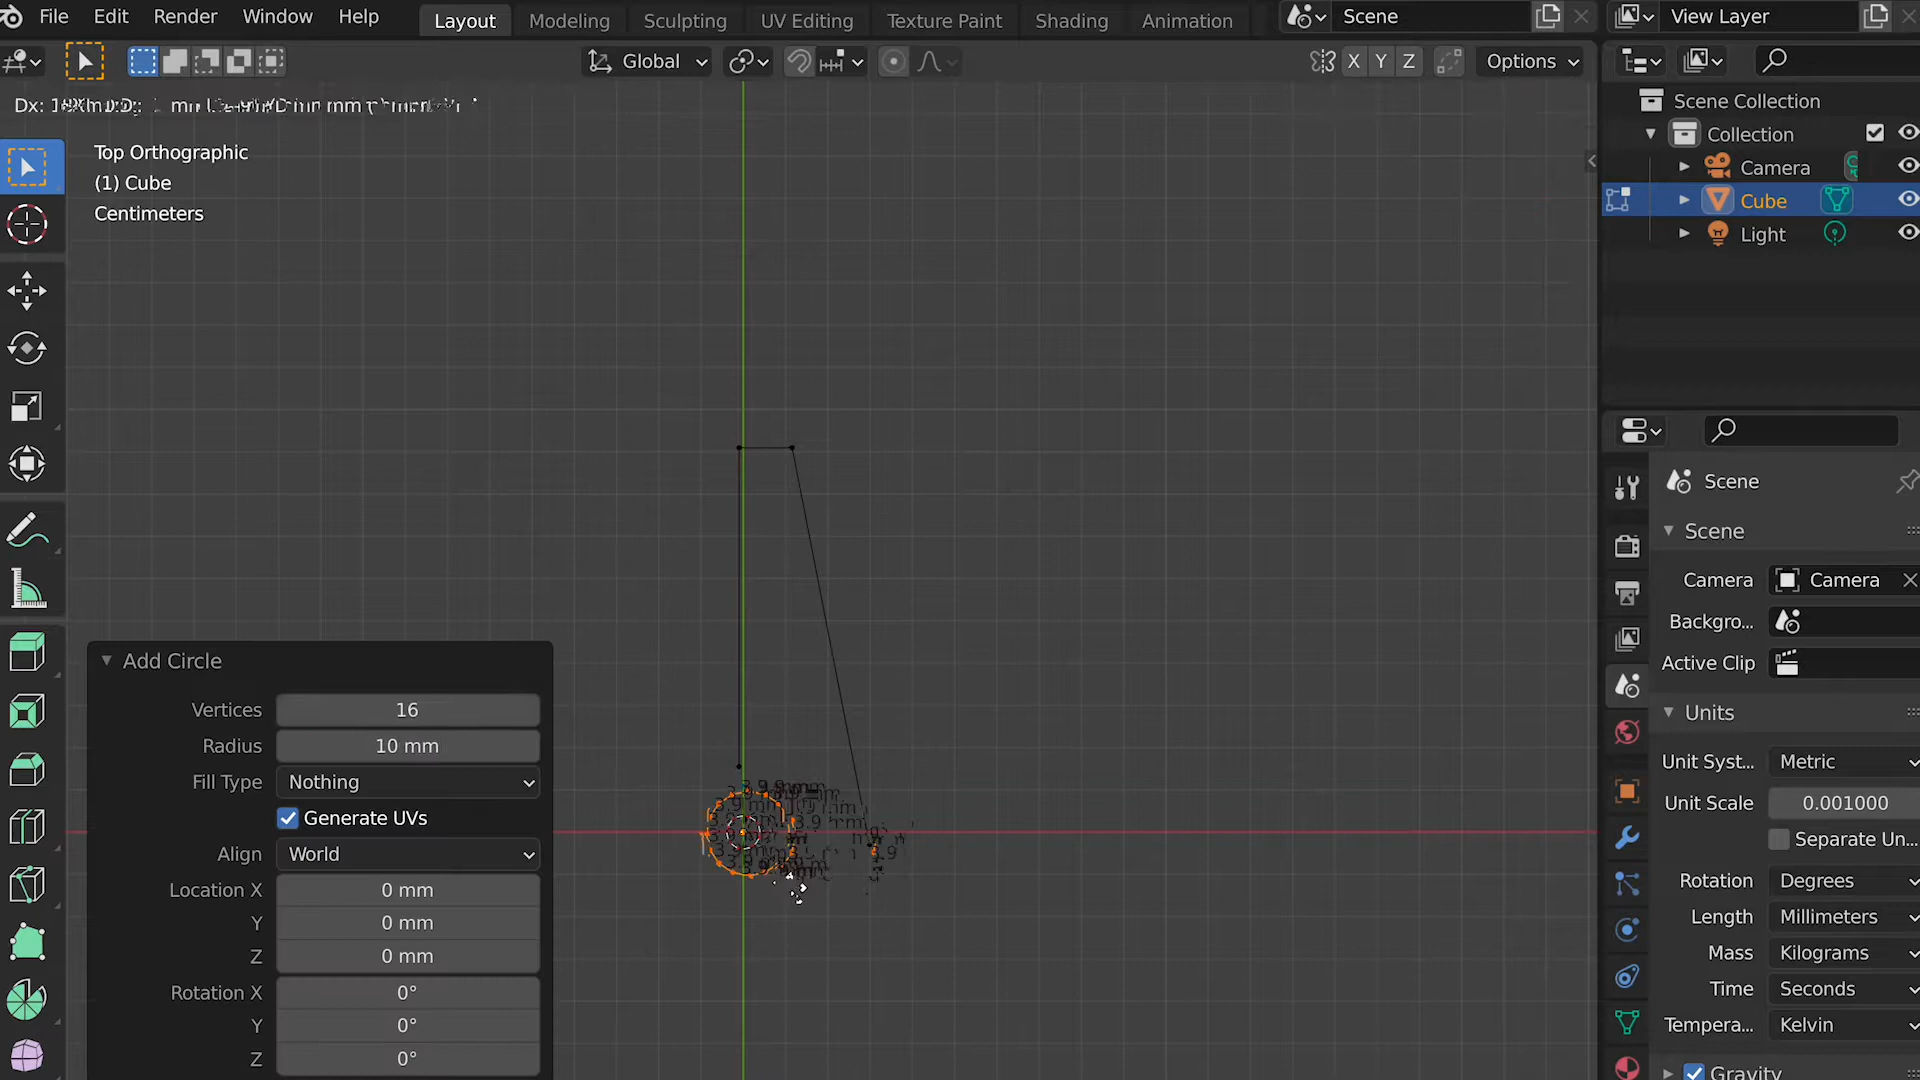 File Edit Render Window Help
Layout Modeling Sculpting UV Editing Texture Paint Shading Animation
Scene
View Layer
Global
X Y Z
Options
Top Orthographic
(1) Cube
Centimeters
Scene Collection
Collection
Camera
Cube
Light
Add Circle
Vertices 16
Radius 10 mm
Fill Type Nothing
Generate UVs
Align World
Location X 0 mm
Y 0 mm
Z 0 mm
Rotation X 0°
Y 0°
Z 0°
Scene
Scene
Camera Camera
Backgro...
Active Clip
Units
Unit Syst... Metric
Unit Scale 0.001000
Separate Un...
Rotation Degrees
Length Millimeters
Mass Kilograms
Time Seconds
Tempera... Kelvin
Gravity